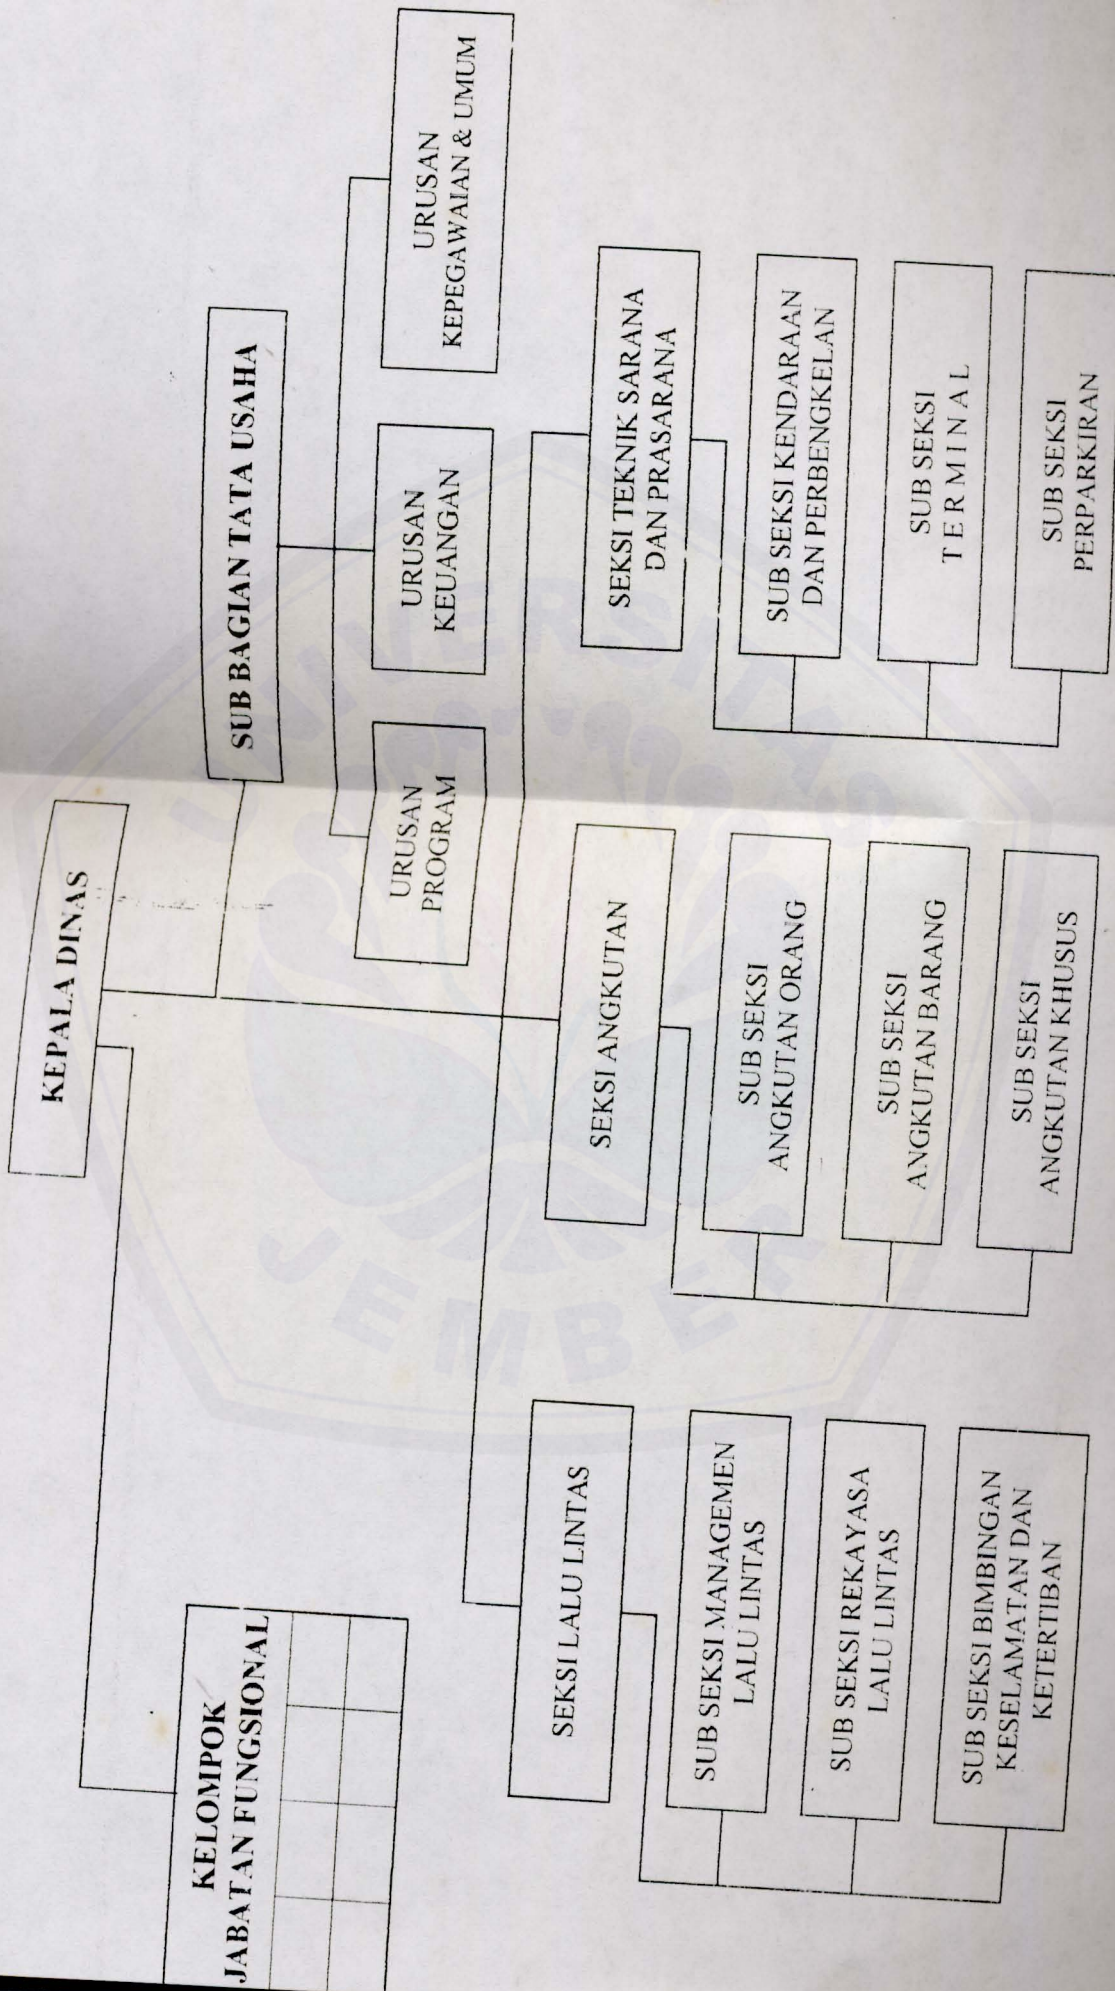 KEPALA DINAS
KELOMPOK
JABATAN FUNGSIONAL
SUB BAGIAN TATA USAHA
URUSAN
PROGRAM
URUSAN
KEUANGAN
URUSAN
KEPEGAWAIAN & UMUM
SEKSI LALU LINTAS
SUB SEKSI MANAGEMEN
LALU LINTAS
SUB SEKSI REKAYASA
LALU LINTAS
SUB SEKSI BIMBINGAN
KESELAMATAN DAN
KETERTIBAN
SEKSI ANGKUTAN
SUB SEKSI
ANGKUTAN ORANG
SUB SEKSI
ANGKUTAN BARANG
SUB SEKSI
ANGKUTAN KHUSUS
SEKSI TEKNIK SARANA
DAN PRASARANA
SUB SEKSI KENDARAAN
DAN PERBENGKELAN
SUB SEKSI
T E R M I N A L
SUB SEKSI
PERPARKIRAN
UNIVERSITAS
JEMBER